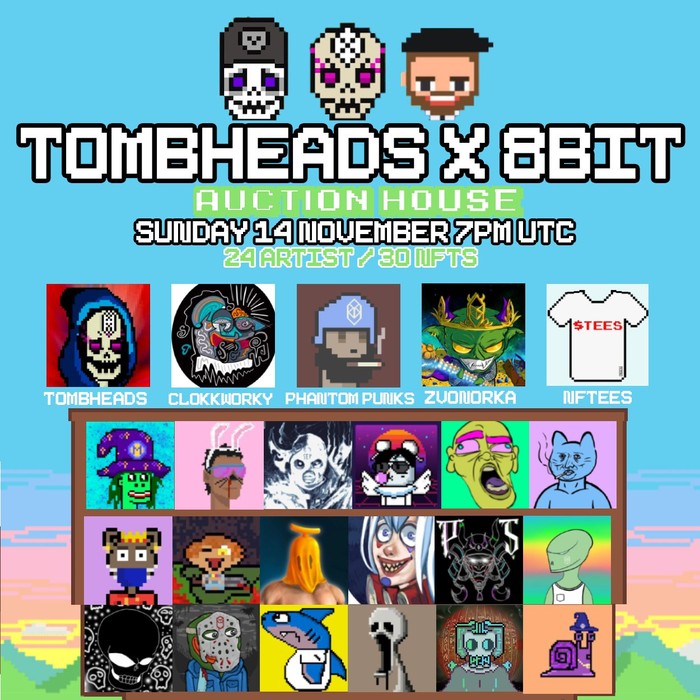 TOMBHEADS X 8BIT
AUCTION HOUSE
SUNDAY 14 NOVEMBER 7PM UTC
24 ARTIST / 30 NFTS
$TEES
TOMBHEADS CLOKKWORKY PHANTOM PUNKS ZVONORKA NFTEES
M
P S